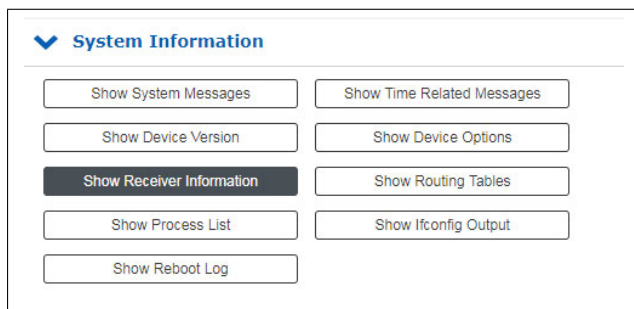 System Information
Show System Messages
Show Time Related Messages
Show Device Version
Show Device Options
Show Receiver Information
Show Routing Tables
Show Process List
Show Ifconfig Output
Show Reboot Log